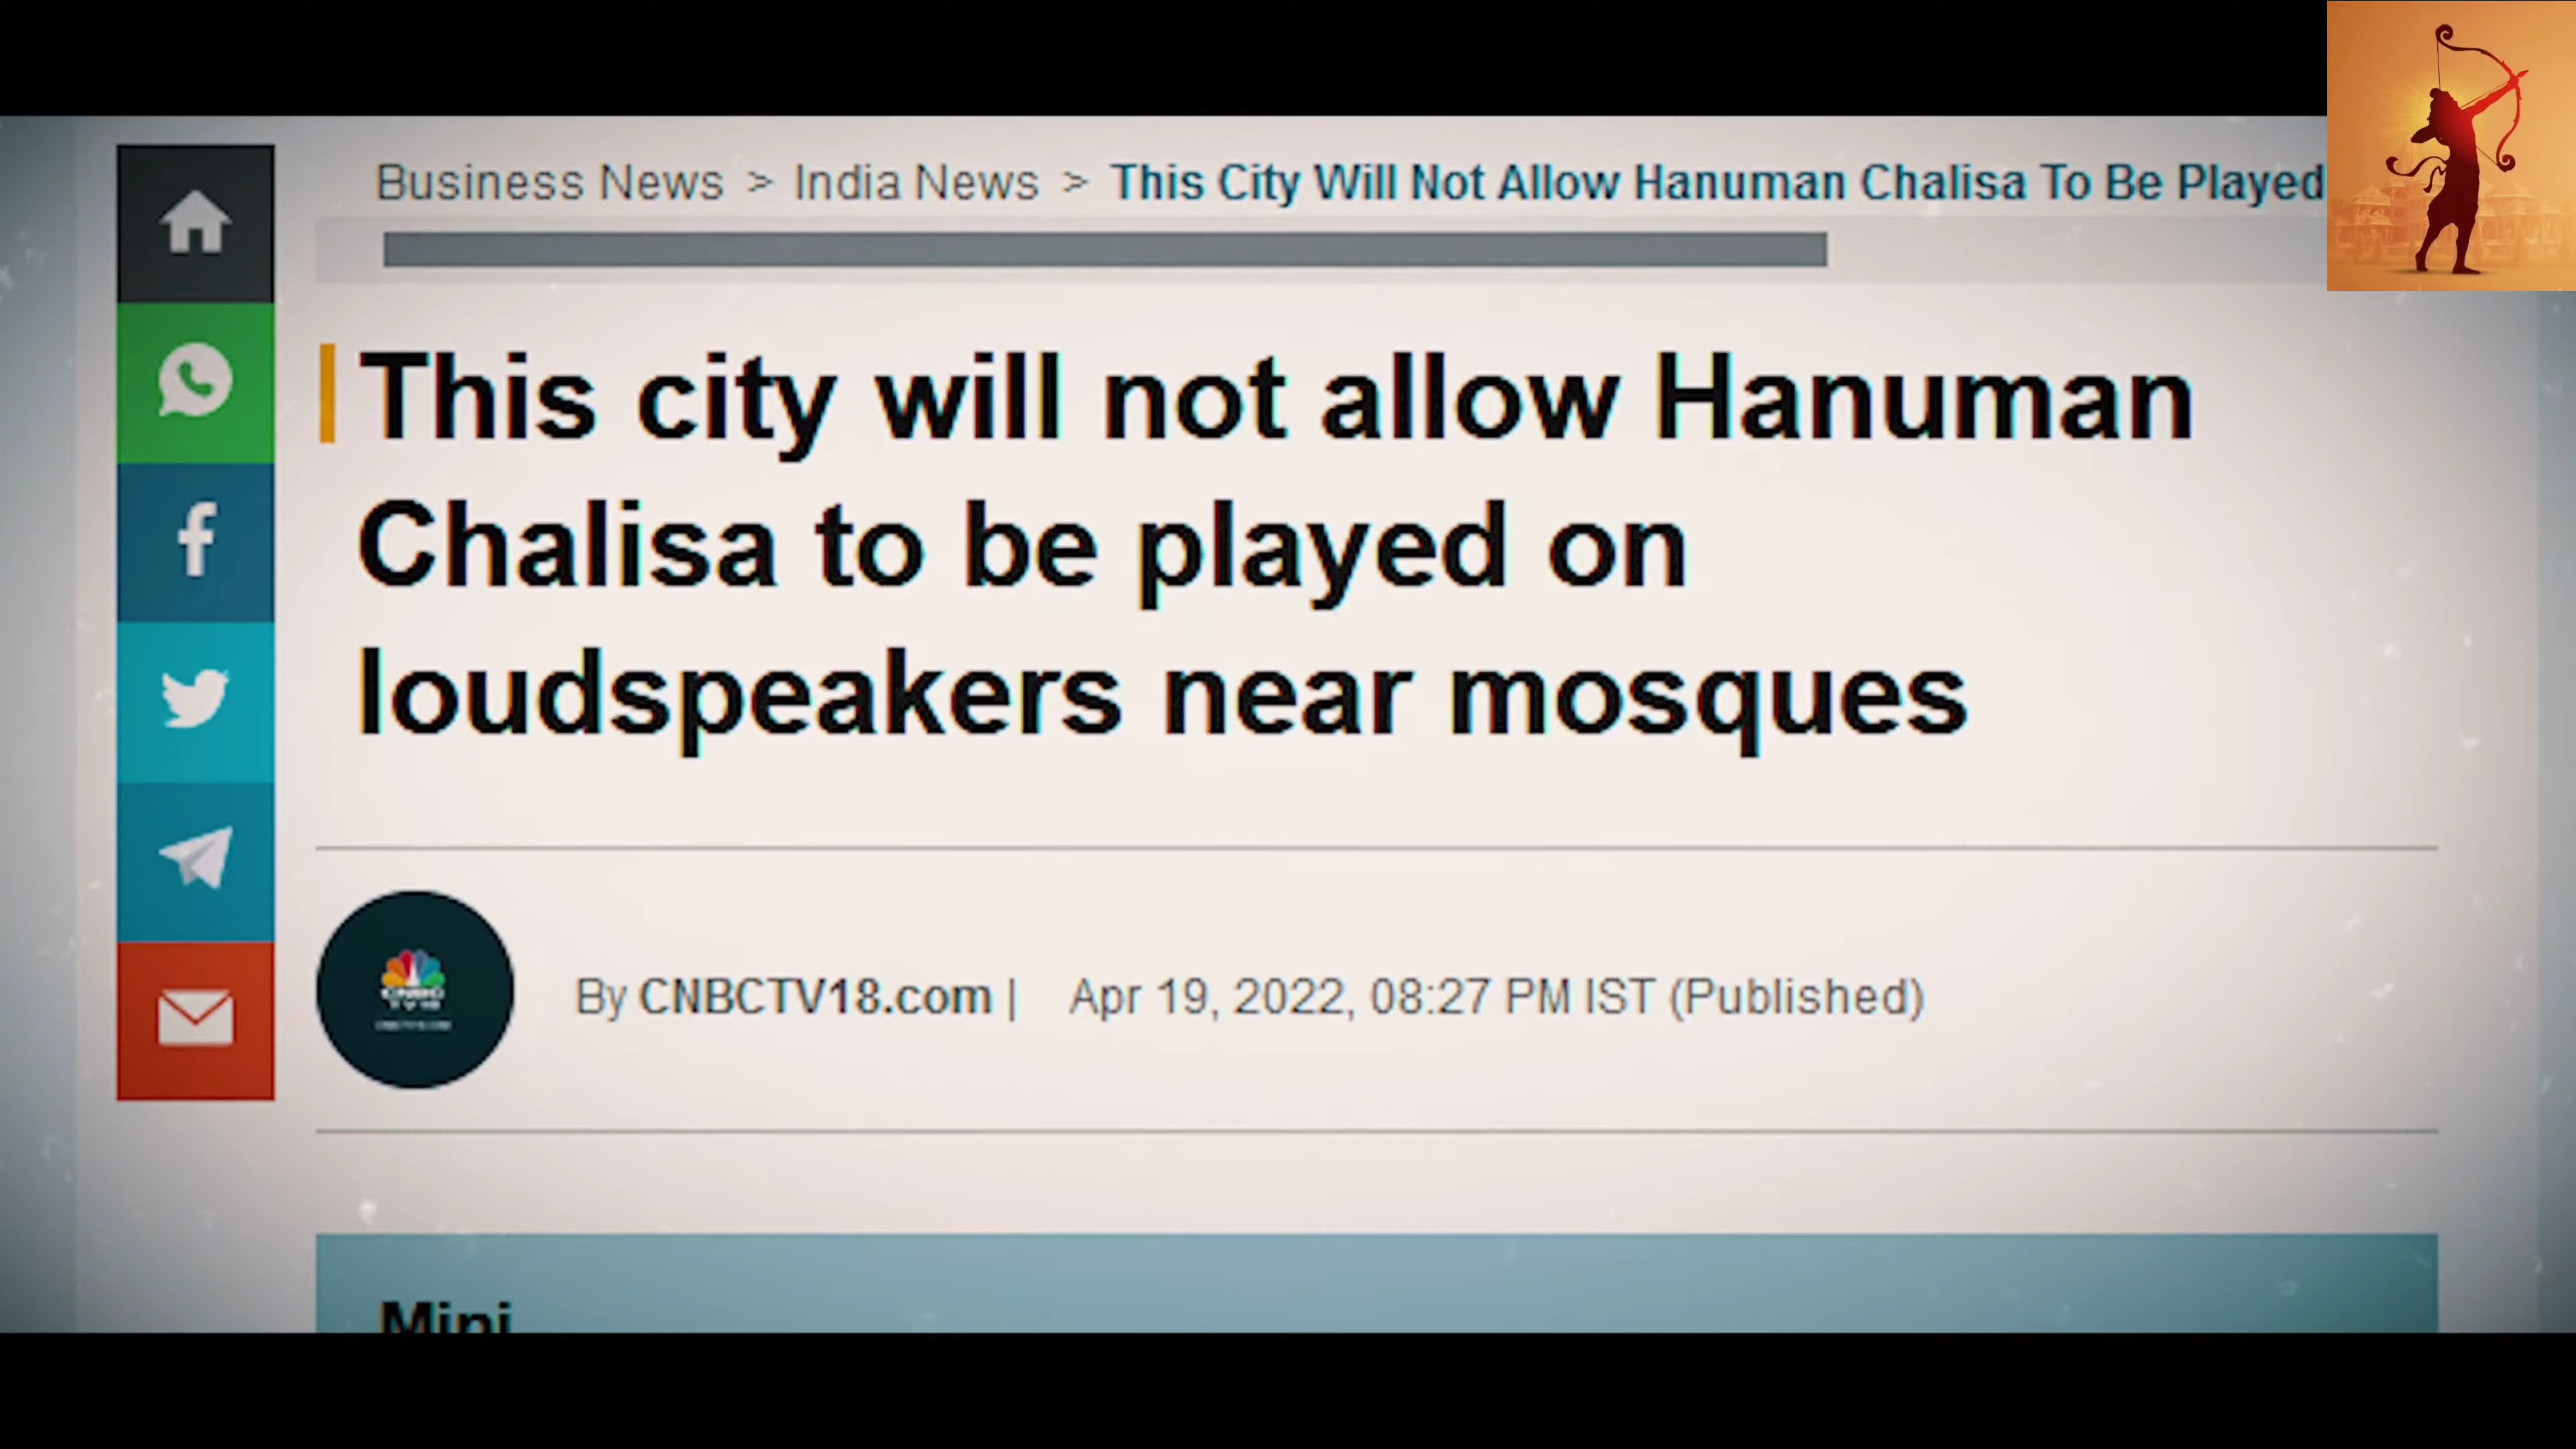 Business News > India News > This City Will Not Allow Hanuman Chalisa To Be Played
This city will not allow Hanuman
Chalisa to be played on
loudspeakers near mosques
CNBC
TV18
By CNBCTV18.com | Apr 19, 2022, 08:27 PM IST (Published)
Mini